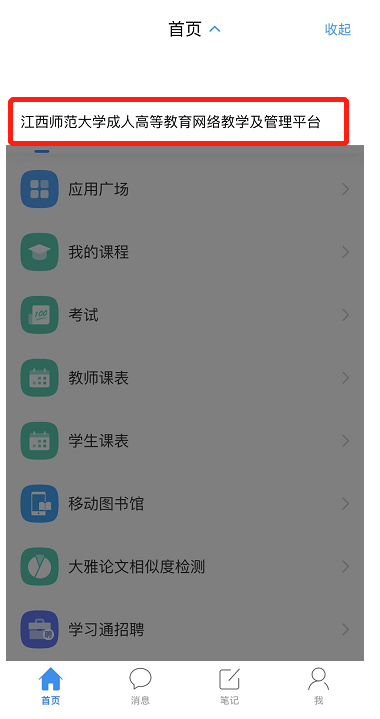 首页
收起
江西师范大学成人高等教育网络教学及管理平台
应用广场
我的课程
100
考试
教师课表
学生课表
移动图书馆
大雅论文相似度检测
学习通招聘
首页
消息
笔记
我